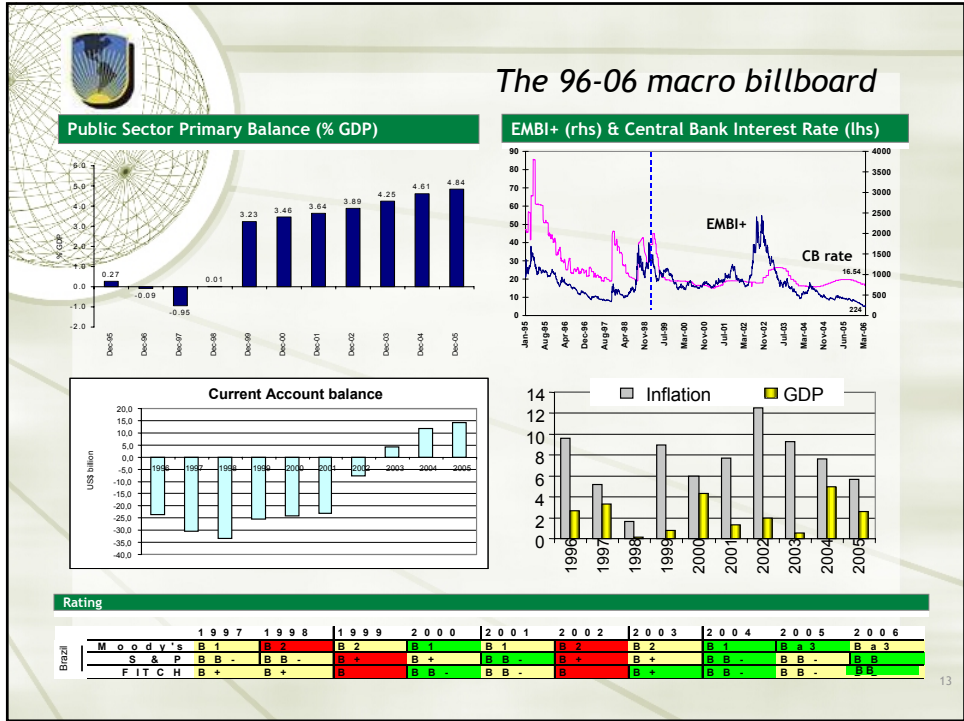 The 96-06 macro billboard
Public Sector Primary Balance (% GDP)
6.0
5.0
4.0
3.0
2.0
1.0
0.0
-1.0
-2.0
% GDP
0.27
-0.09
-0.95
0.01
3.23
3.46
3.64
3.89
4.25
4.61
4.84
Dec-95
Dec-96
Dec-97
Dec-98
Dec-99
Dec-00
Dec-01
Dec-02
Dec-03
Dec-04
Dec-05
EMBI+ (rhs) & Central Bank Interest Rate (lhs)
90
80
70
60
50
40
30
20
10
0
4000
3500
3000
2500
2000
1500
1000
500
0
EMBI+
CB rate
16.54
224
Jan-95
Aug-95
Apr-96
Dec-96
Aug-97
Apr-98
Nov-98
Jul-99
Mar-00
Nov-00
Jul-01
Mar-02
Nov-02
Jul-03
Mar-04
Nov-04
Jun-05
Mar-06
Current Account balance
US$ billion
20,0
15,0
10,0
5,0
0,0
-5,0
-10,0
-15,0
-20,0
-25,0
-30,0
-35,0
-40,0
1996 1997 1998 1999 2000 2001 2002 2003 2004 2005
Inflation GDP
14
12
10
8
6
4
2
0
1996
1997
1998
1999
2000
2001
2002
2003
2004
2005
Rating
1997 1998 1999 2000 2001 2002 2003 2004 2005 2006
Brazil
Moody's B1 B2 B2 B1 B1 B2 B2 B1 Ba3 Ba3
S&P BB- BB- B+ B+ BB- B+ B+ BB- BB- BB
FITCH B+ B+ B BB- BB- B B+ BB- BB- BB
13